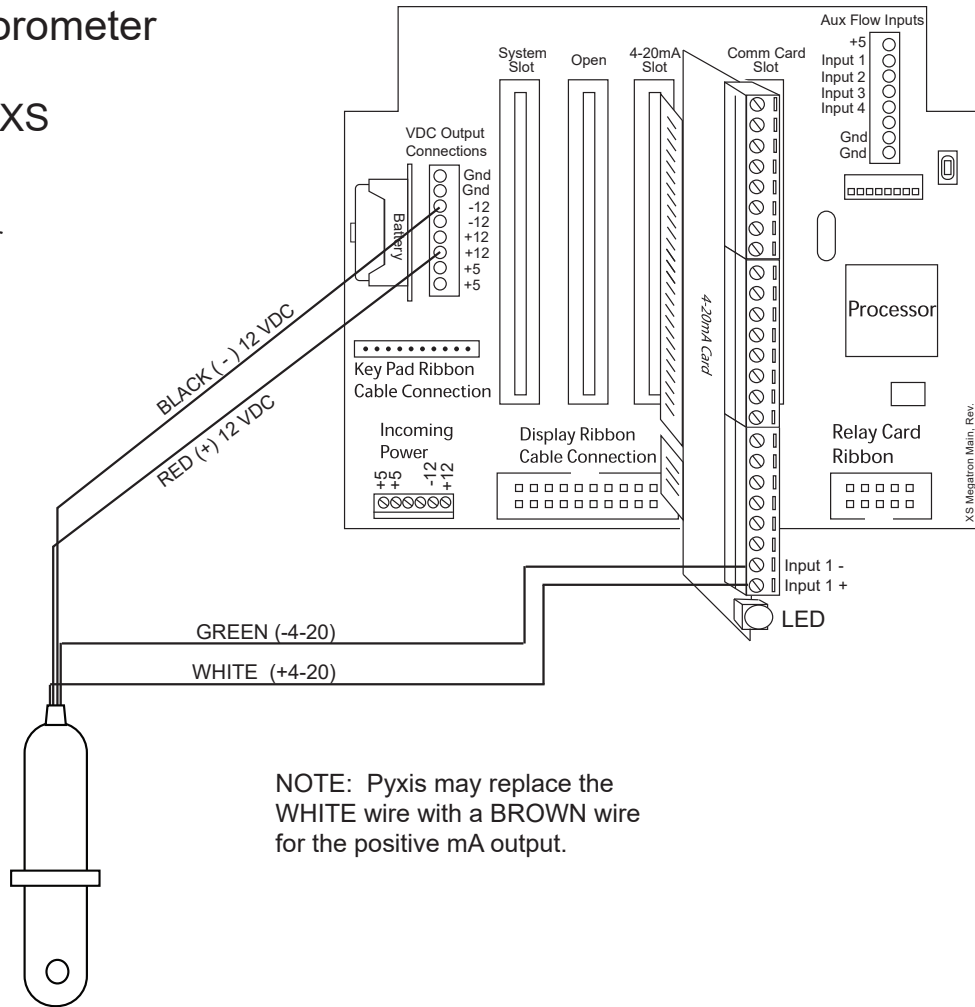 XS
Aux Flow Inputs
+5
Input 1
Input 2
Input 3
Input 4
Gnd
Gnd
System
Slot
Open
4-20mA
Slot
Comm Card
Slot
VDC Output
Connections
Gnd
Gnd
-12
-12
+12
+12
+5
+5
Battery
4-20mA Card
Processor
BLACK ( - ) 12 VDC
RED (+) 12 VDC
Key Pad Ribbon
Cable Connection
Incoming
Power
+5
+5
-12
+12
Display Ribbon
Cable Connection
Relay Card
Ribbon
XS Megatron Main, Rev.
Input 1 -
Input 1 +
LED
GREEN (-4-20)
WHITE (+4-20)
NOTE: Pyxis may replace the
WHITE wire with a BROWN wire
for the positive mA output.